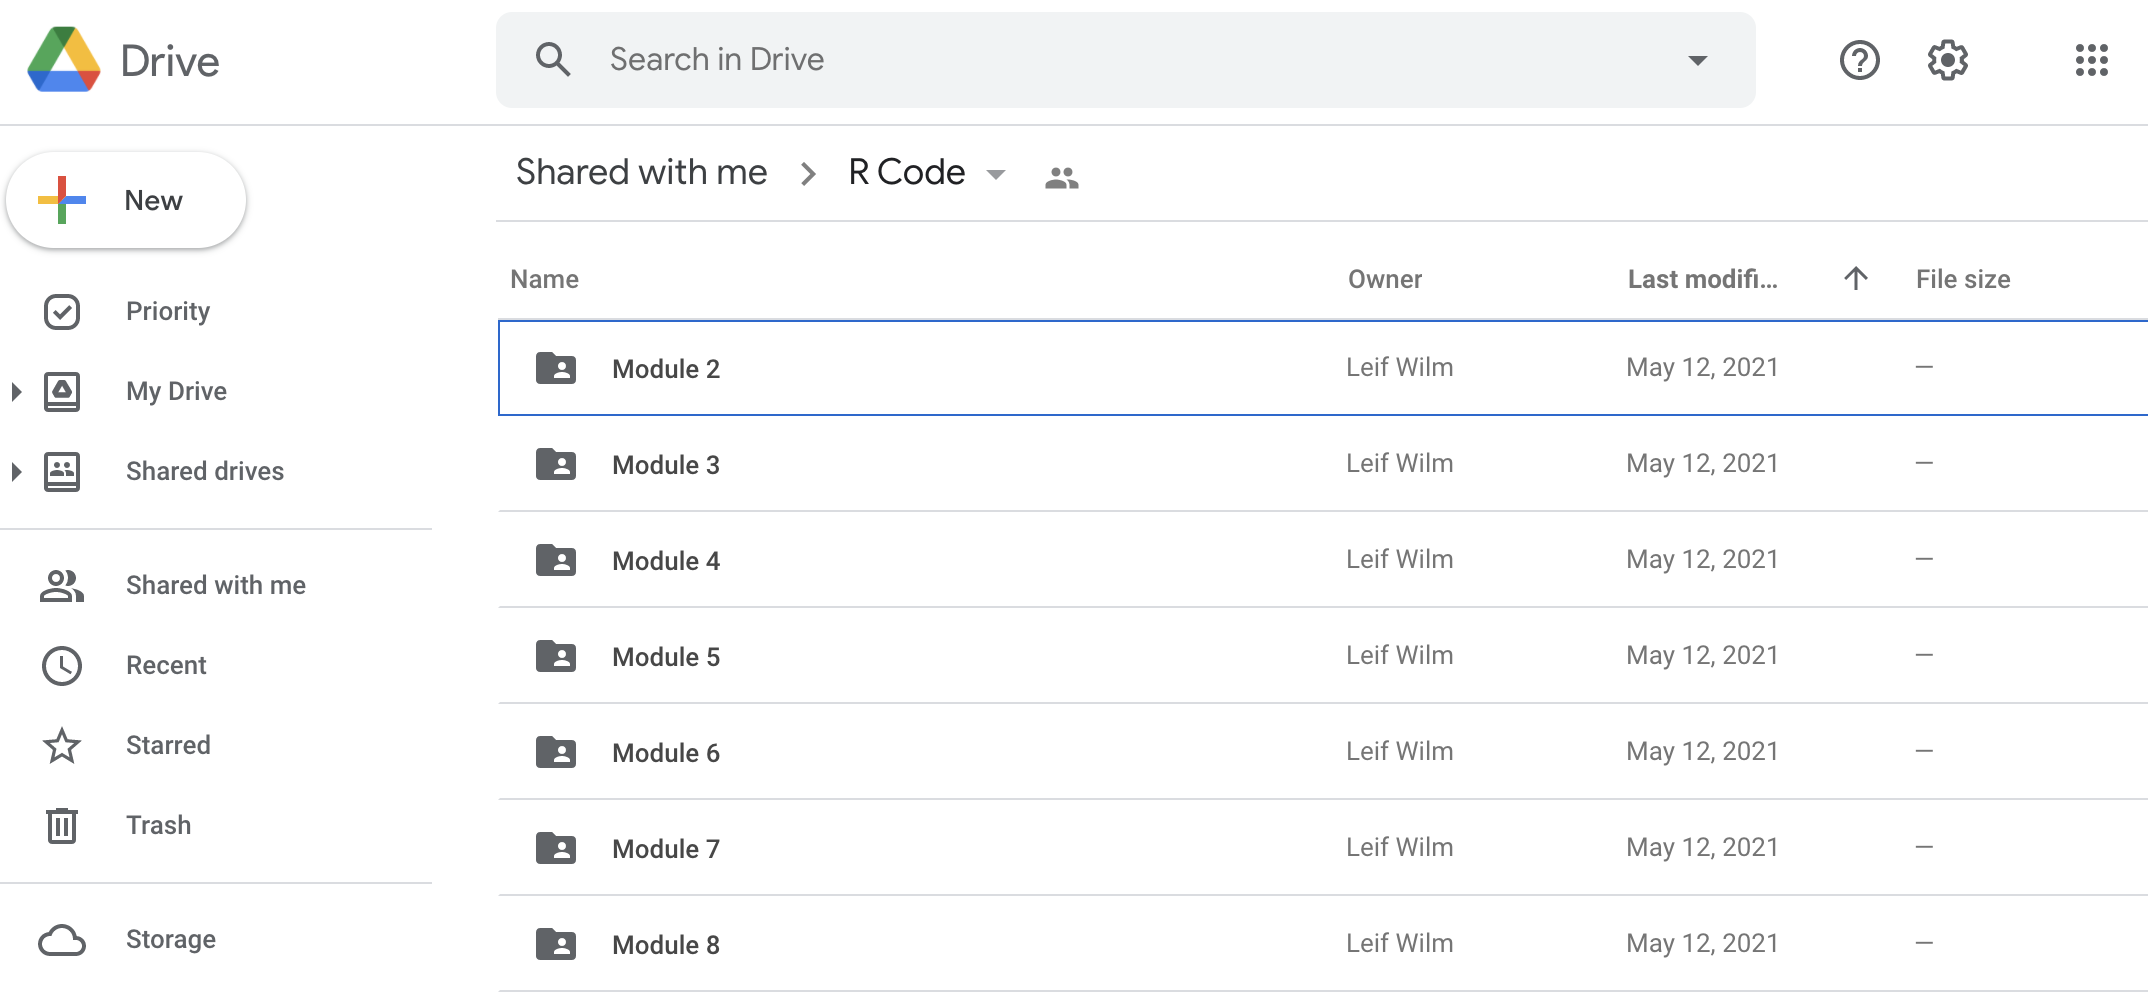 Drive
Search in Drive
New
Priority
My Drive
Shared drives
Shared with me
Recent
Starred
Trash
Storage
Shared with me R Code
Name Owner Last modifi... File size
Module 2 Leif Wilm May 12, 2021 —
Module 3 Leif Wilm May 12, 2021 —
Module 4 Leif Wilm May 12, 2021 —
Module 5 Leif Wilm May 12, 2021 —
Module 6 Leif Wilm May 12, 2021 —
Module 7 Leif Wilm May 12, 2021 —
Module 8 Leif Wilm May 12, 2021 —